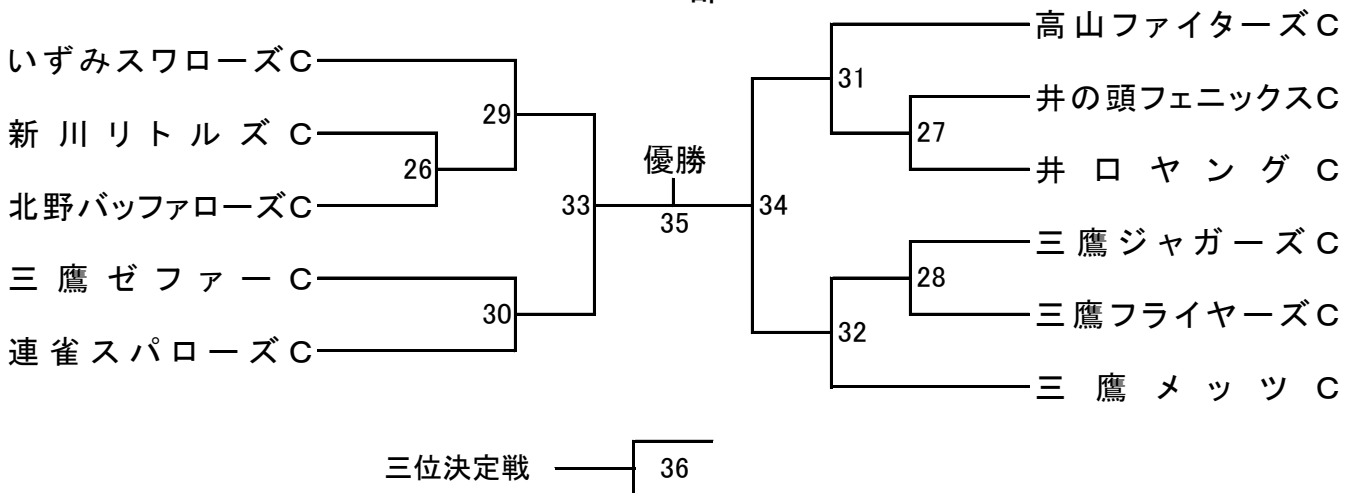 部
いずみスワローズC
新川リトルズC
北野バッファローズC
三鷹ゼファーC
連雀スパローズC
29
26
33
30
優勝
35
高山ファイターズC
井の頭フェニックスC
井口ヤングC
三鷹ジャガーズC
三鷹フライヤーズC
三鷹メッツC
31
27
34
28
32
三位決定戦
36